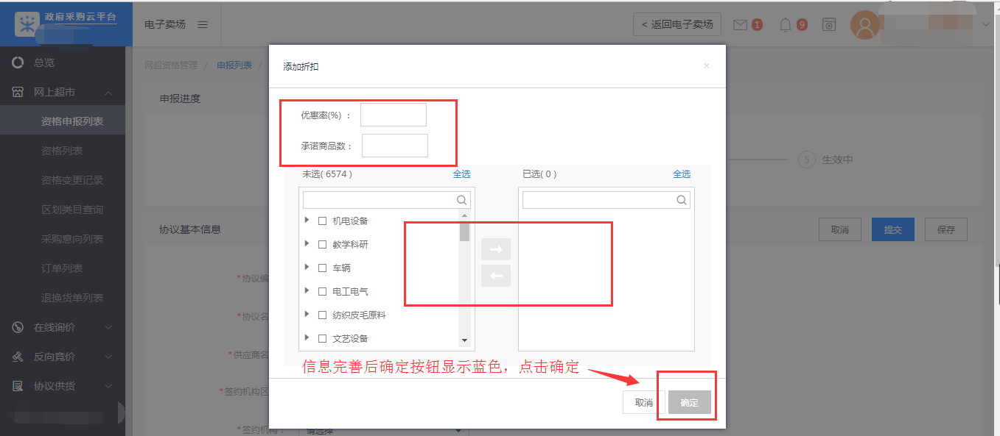 政府采购云平台
电子卖场
< 返回电子卖场
1
9
总览
网上超市
资格申报列表
资格列表
资格变更记录
区划类目查询
采购意向列表
订单列表
退换货单列表
在线询价
反向竞价
协议供货
网超资格管理 / 申报列表 /
申报进度
5 生效中
协议基本信息
取消
提交
保存
*协议编
*协议名
*供应商名
*签约机构区
*签约机构：
请选择
添加折扣
×
优惠率(%) ：
承诺商品数：
未选( 6574 )
全选
已选( 0 )
全选
机电设备
教学科研
车辆
电工电气
纺织皮毛原料
文艺设备
信息完善后确定按钮显示蓝色，点击确定
取消
确定